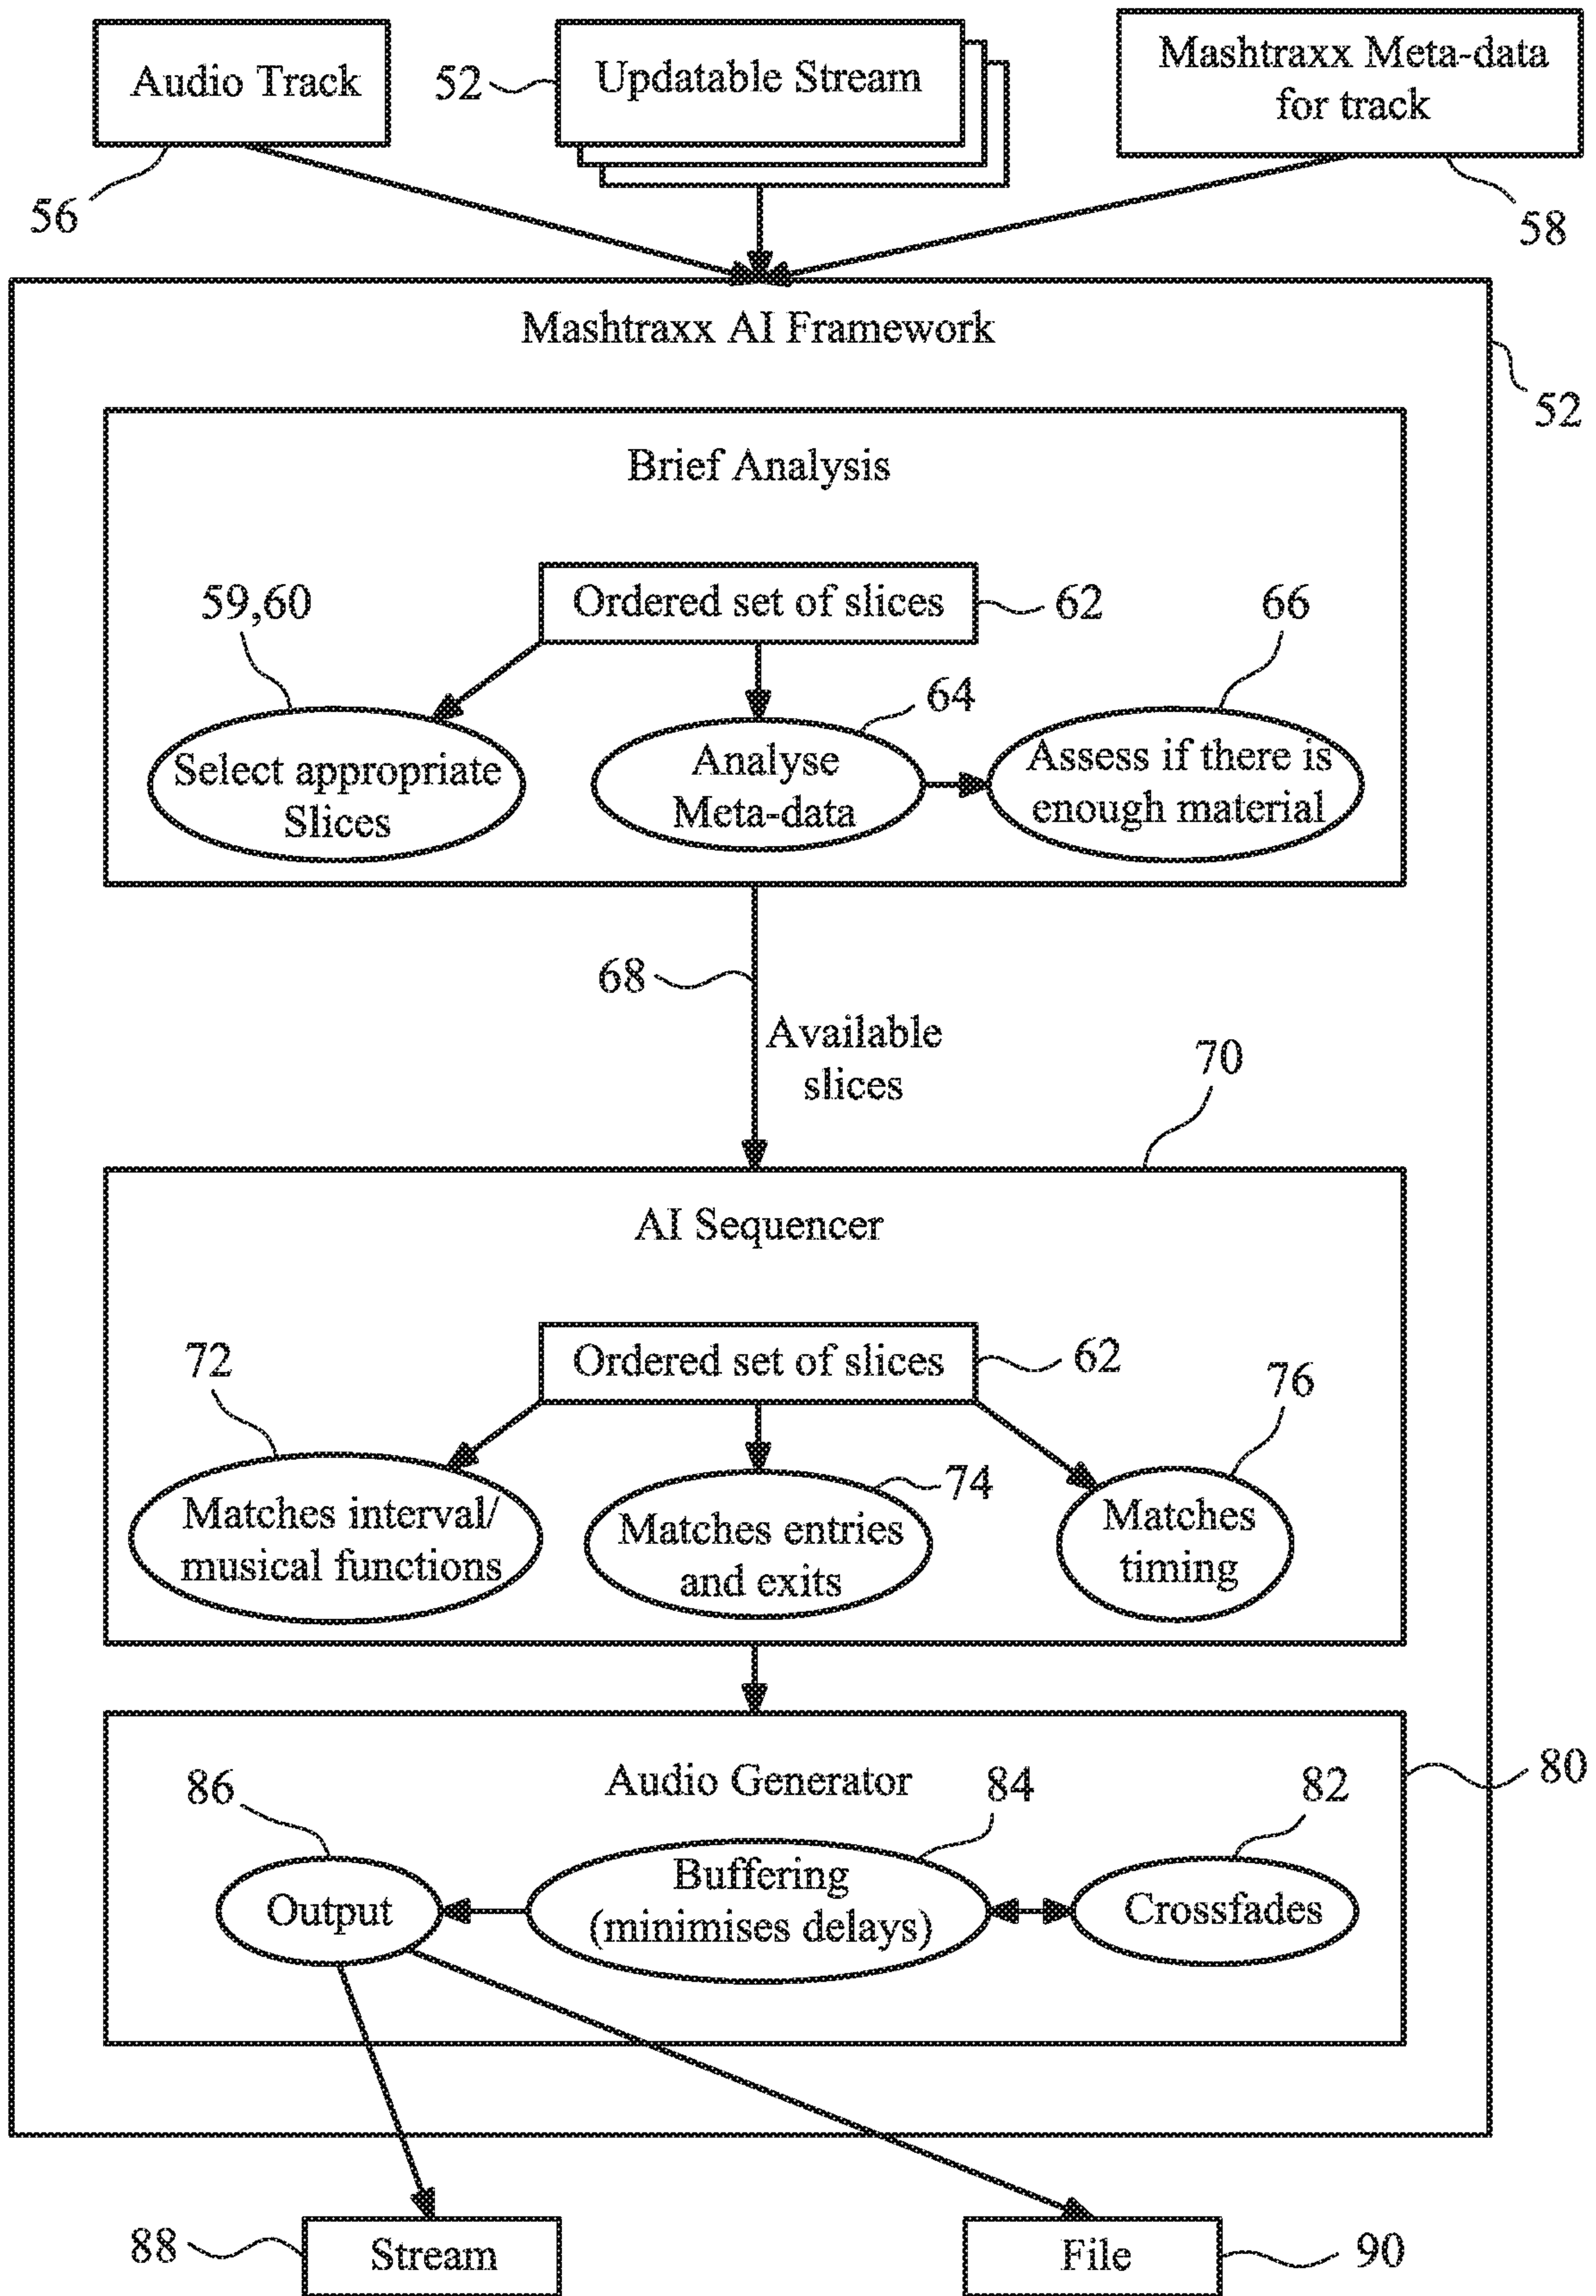 Audio Track
52
Updatable Stream
Mashtraxx Meta-data
for track
56
58
Mashtraxx AI Framework
52
Brief Analysis
59,60
Ordered set of slices
62
66
64
Select appropriate
Slices
Analyse
Meta-data
Assess if there is
enough material
68
Available
slices
70
AI Sequencer
72
Ordered set of slices
62
76
74
Matches interval/
musical functions
Matches entries
and exits
Matches
timing
86
Audio Generator
84
82
80
Output
Buffering
(minimises delays)
Crossfades
88
Stream
File
90